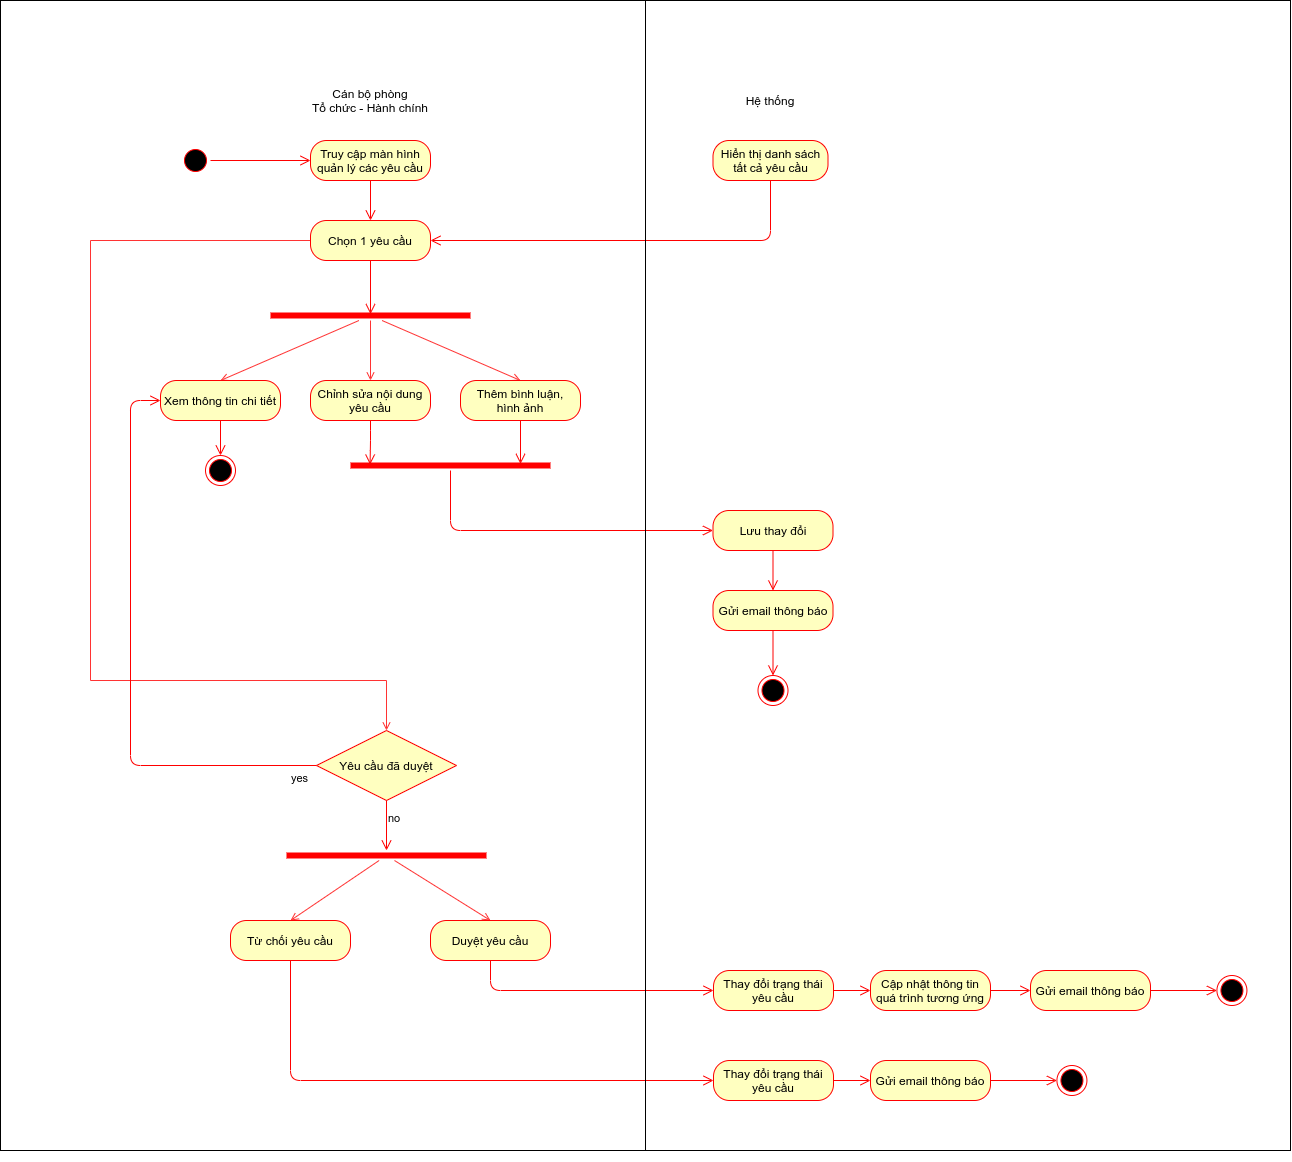 Cán bộ phòng
Tổ chức - Hành chính
Hệ thống
Truy cập màn hình
quản lý các yêu cầu
Hiển thị danh sách
tất cả yêu cầu
Chọn 1 yêu cầu
Xem thông tin chi tiết
Chỉnh sửa nội dung
yêu cầu
Thêm bình luận,
hình ảnh
Lưu thay đổi
Gửi email thông báo
Yêu cầu đã duyệt
yes
no
Từ chối yêu cầu
Duyệt yêu cầu
Thay đổi trạng thái
yêu cầu
Cập nhật thông tin
quá trình tương ứng
Gửi email thông báo
Thay đổi trạng thái
yêu cầu
Gửi email thông báo